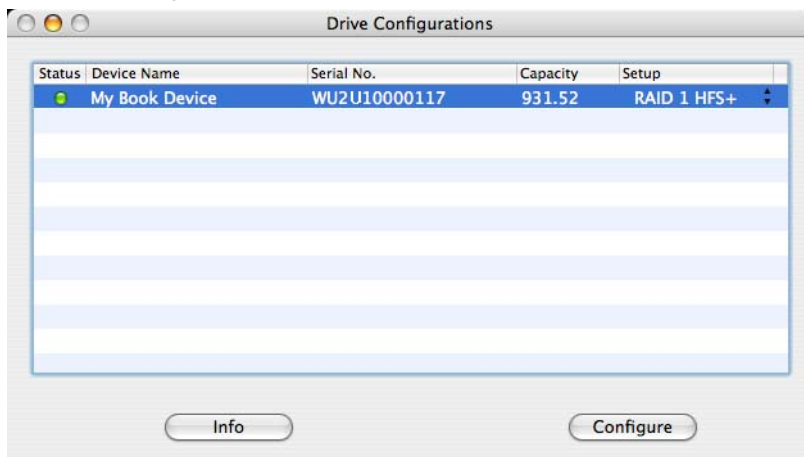 Drive Configurations
Status Device Name Serial No. Capacity Setup
My Book Device WU2U10000117 931.52 RAID 1 HFS+
Info Configure